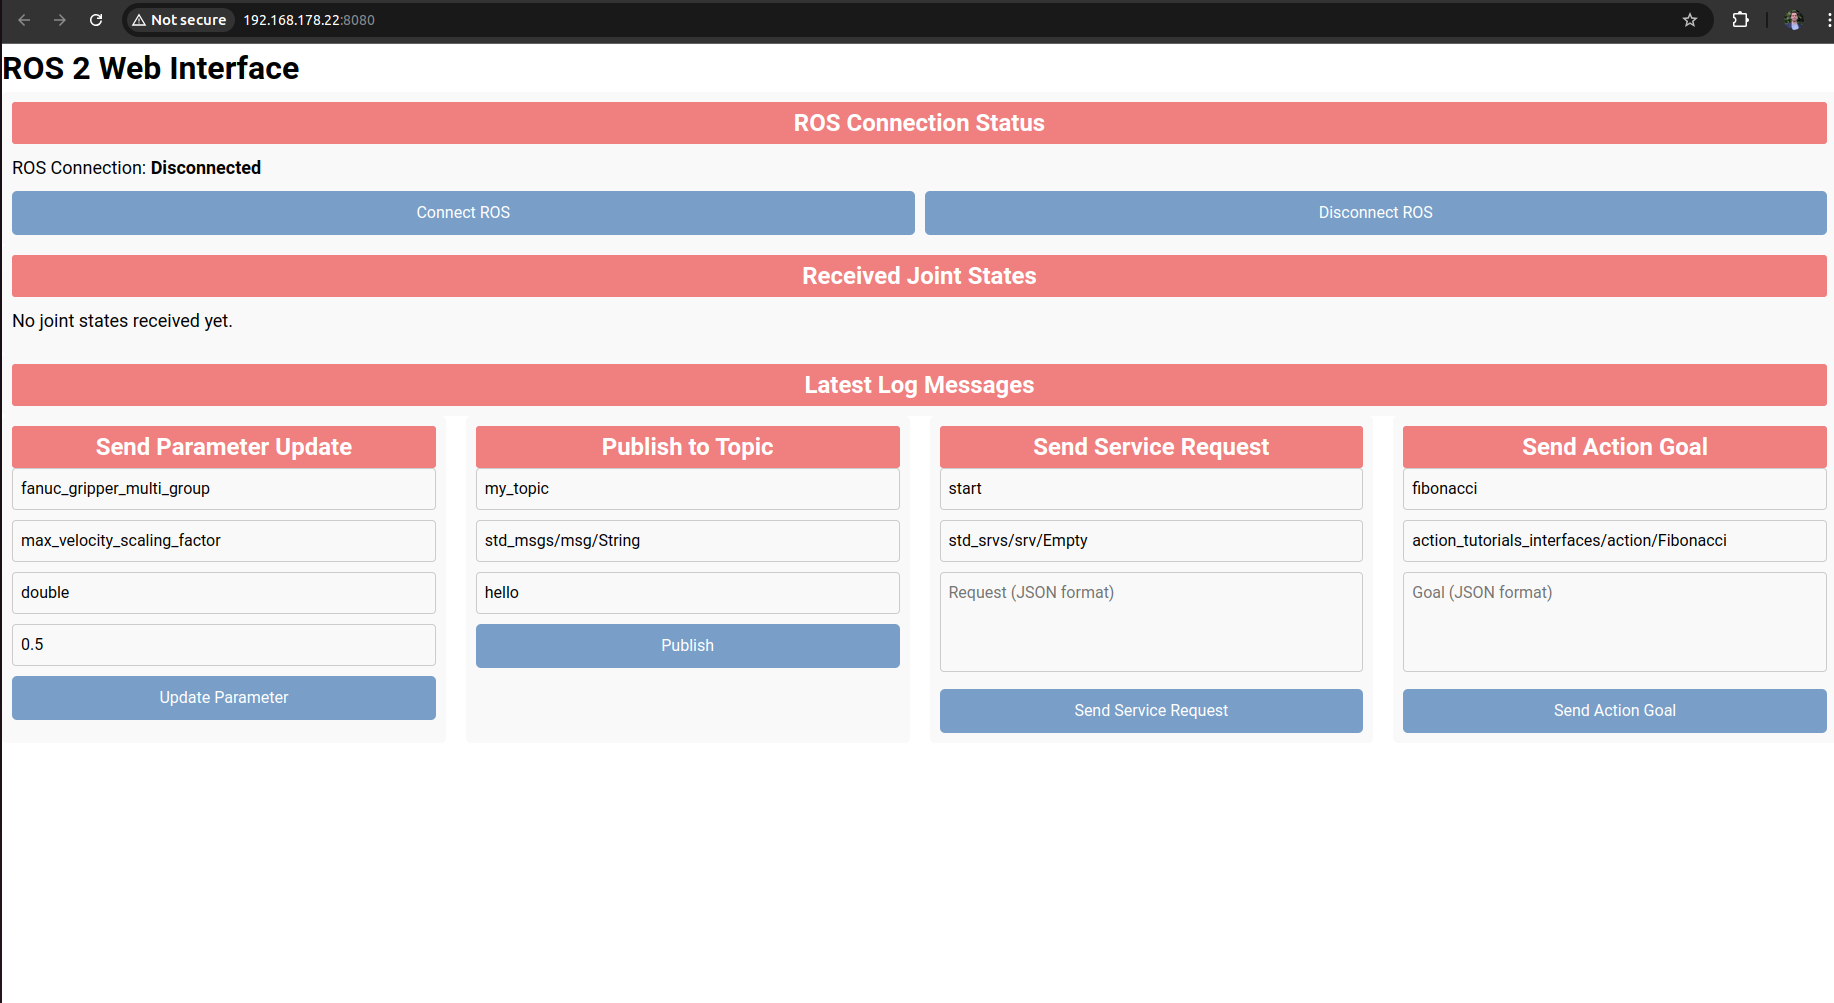 Not secure 192.168.178.22:8080
ROS 2 Web Interface
ROS Connection Status
ROS Connection: Disconnected
Connect ROS
Disconnect ROS
Received Joint States
No joint states received yet.
Latest Log Messages
Send Parameter Update
fanuc_gripper_multi_group
max_velocity_scaling_factor
double
0.5
Update Parameter
Publish to Topic
my_topic
std_msgs/msg/String
hello
Publish
Send Service Request
start
std_srvs/srv/Empty
Request (JSON format)
Send Service Request
Send Action Goal
fibonacci
action_tutorials_interfaces/action/Fibonacci
Goal (JSON format)
Send Action Goal